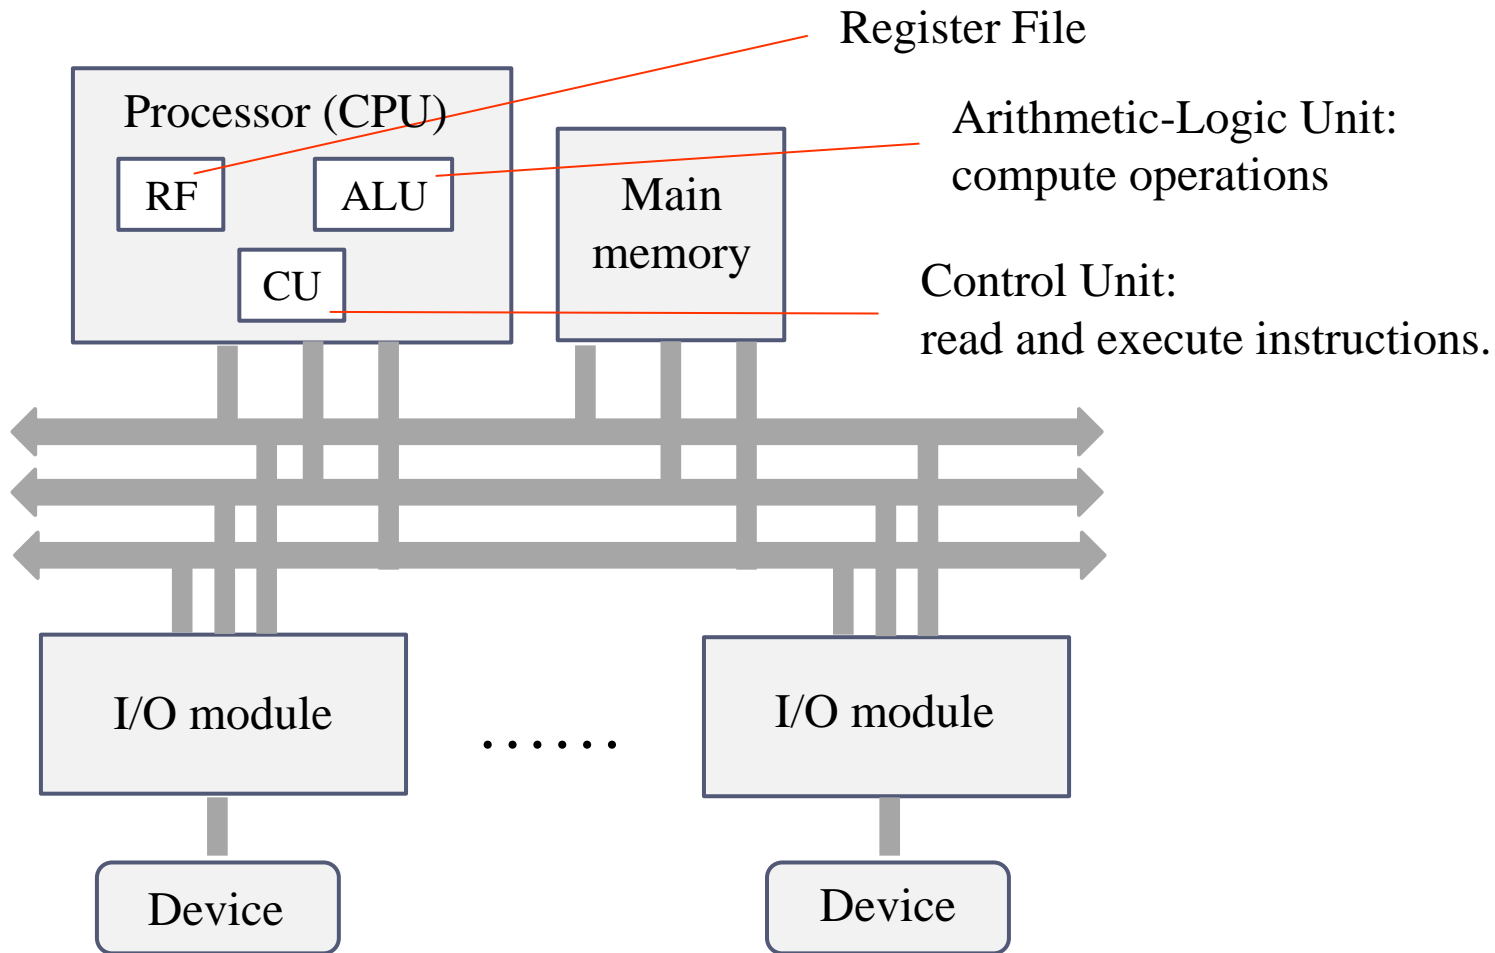 Register File
Processor (CPU)
Arithmetic-Logic Unit:
compute operations
RF
ALU
Main
memory
CU
Control Unit:
read and execute instructions.
I/O module
......
I/O module
Device
Device